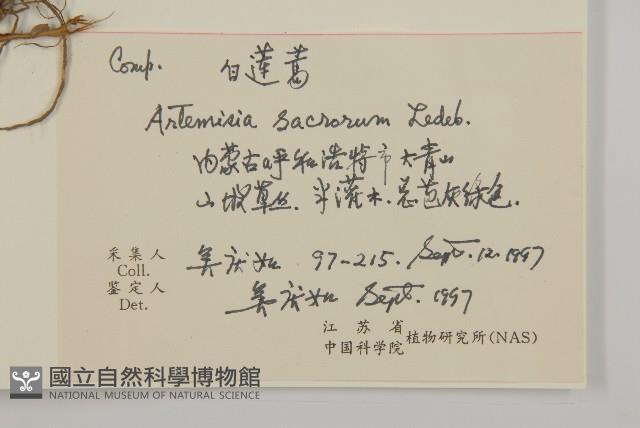 Comp. 白莲蒿
Artemisia sacrorum Ledeb.
内蒙古呼和浩特市大青山
山坡草丛. 半灌木. 总苞灰绿色.
采集人 97-215. Sept. 12. 1997
Coll.
鉴定人 Sept. 1997
Det.
江苏省
中国科学院 植物研究所(NAS)
國立自然科學博物館
NATIONAL MUSEUM OF NATURAL SCIENCE